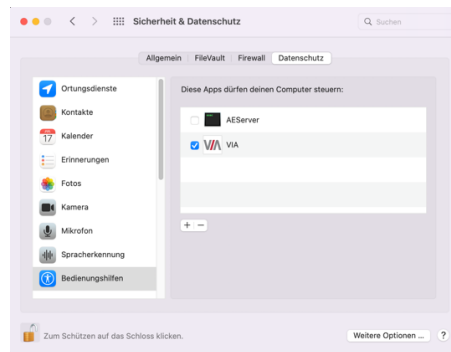 Sicherheit & Datenschutz
Suchen
Allgemein FileVault Firewall Datenschutz
Ortungsdienste
Kontakte
17
Kalender
Erinnerungen
Fotos
Kamera
Mikrofon
Spracherkennung
Bedienungshilfen
Diese Apps dürfen deinen Computer steuern:
AEServer
VIA VIA
+ −
Zum Schützen auf das Schloss klicken.
Weitere Optionen ... ?